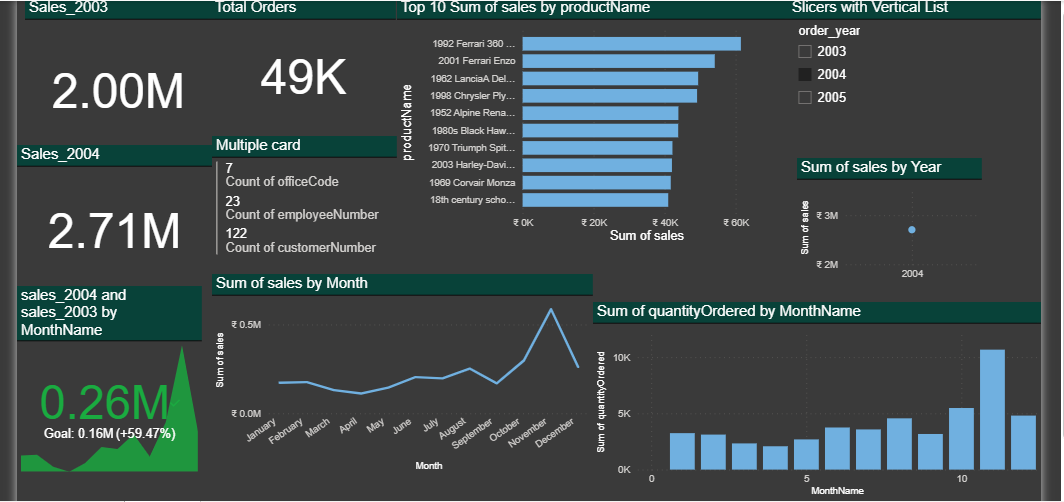 Sales_2003
2.00M
Sales_2004
2.71M
sales_2004 and
sales_2003 by
MonthName
0.26M✓
Goal: 0.16M (+59.47%)
Total Orders
49K
Multiple card
7
Count of officeCode
23
Count of employeeNumber
122
Count of customerNumber
Top 10 Sum of sales by productName
productName
1992 Ferrari 360 ...
2001 Ferrari Enzo
1962 LanciaA Del...
1998 Chrysler Ply...
1952 Alpine Rena...
1980s Black Haw...
1970 Triumph Spit...
2003 Harley-Davi...
1969 Corvair Monza
18th century scho...
₹ 0K ₹ 20K ₹ 40K ₹ 60K
Sum of sales
Slicers with Vertical List
order_year
2003
2004
2005
Sum of sales by Year
Sum of sales
₹ 3M
₹ 2M
2004
Sum of sales by Month
Sum of sales
₹ 0.5M
₹ 0.0M
January February March April May June July August September October November December
Month
Sum of quantityOrdered by MonthName
Sum of quantityOrdered
10K
5K
0K
0 5 10
MonthName